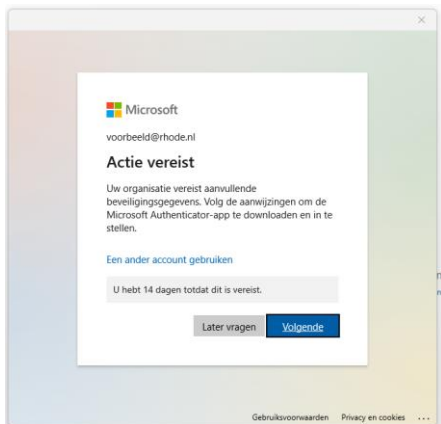 Microsoft
voorbeeld@rhode.nl
Actie vereist
Uw organisatie vereist aanvullende
beveiligingsgegevens. Volg de aanwijzingen om de
Microsoft Authenticator-app te downloaden en in te
stellen.
Een ander account gebruiken
U hebt 14 dagen totdat dit is vereist.
Later vragen Volgende
Gebruiksvoorwaarden Privacy en cookies ...